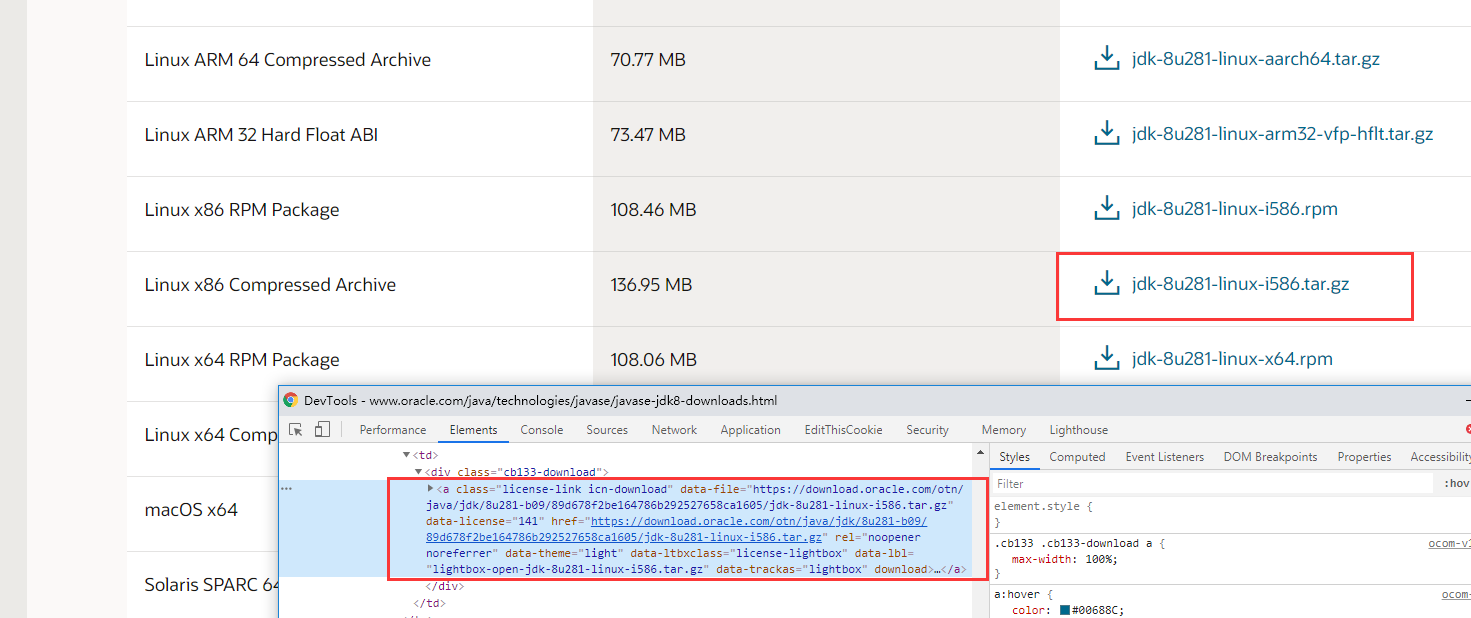 Linux ARM 64 Compressed Archive 70.77 MB jdk-8u281-linux-aarch64.tar.gz
Linux ARM 32 Hard Float ABI 73.47 MB jdk-8u281-linux-arm32-vfp-hflt.tar.gz
Linux x86 RPM Package 108.46 MB jdk-8u281-linux-i586.rpm
Linux x86 Compressed Archive 136.95 MB jdk-8u281-linux-i586.tar.gz
Linux x64 RPM Package 108.06 MB jdk-8u281-linux-x64.rpm
Linux x64 Comp
macOS x64
Solaris SPARC 64
DevTools - www.oracle.com/java/technologies/javase/javase-jdk8-downloads.html
Performance Elements Console Sources Network Application EditThisCookie Security Memory Lighthouse
<td>
<div class="cb133-download">
<a class="license-link icn-download" data-file="https://download.oracle.com/otn/
java/jdk/8u281-b09/89d678f2be164786b292527658ca1605/jdk-8u281-linux-i586.tar.gz"
data-license="141" href="https://download.oracle.com/otn/java/jdk/8u281-b09/
89d678f2be164786b292527658ca1605/jdk-8u281-linux-i586.tar.gz" rel="noopener
noreferrer" data-theme="light" data-ltbxclass="license-lightbox" data-lbl=
"lightbox-open-jdk-8u281-linux-i586.tar.gz" data-trackas="lightbox" download>…</a>
</div>
</td>
Styles Computed Event Listeners DOM Breakpoints Properties Accessibility
Filter :hov
element.style {
}
.cb133 .cb133-download a { ocom-v1
max-width: 100%;
}
a:hover { ocom-
color: #00688C;